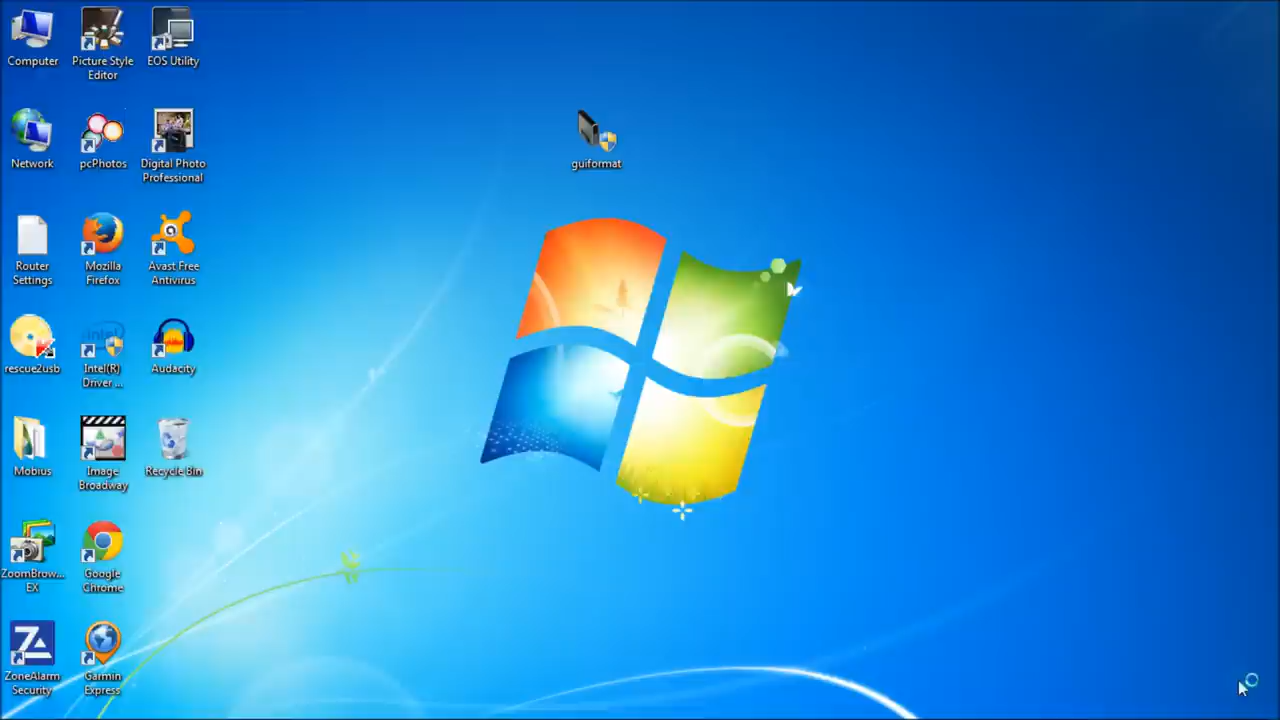 Computer
Picture Style
Editor
EOS Utility
Network
pcPhotos
Digital Photo
Professional
guiformat
Router
Settings
Mozilla
Firefox
Avast Free
Antivirus
rescue2usb
intel
Intel(R)
Driver ...
Audacity
Mobius
Image
Broadway
Recycle Bin
ZoomBrow...
EX
Google
Chrome
ZoneAlarm
Security
Garmin
Express